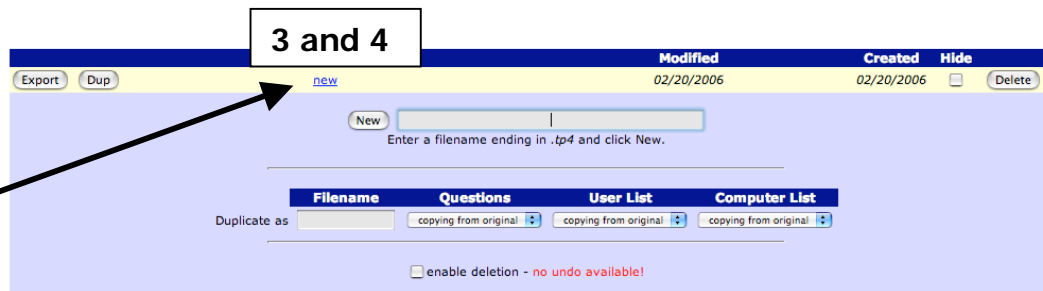 3 and 4
Modified Created Hide
Export Dup new 02/20/2006 02/20/2006 Delete
New
Enter a filename ending in .tp4 and click New.
Filename Questions User List Computer List
Duplicate as copying from original copying from original copying from original
enable deletion - no undo available!